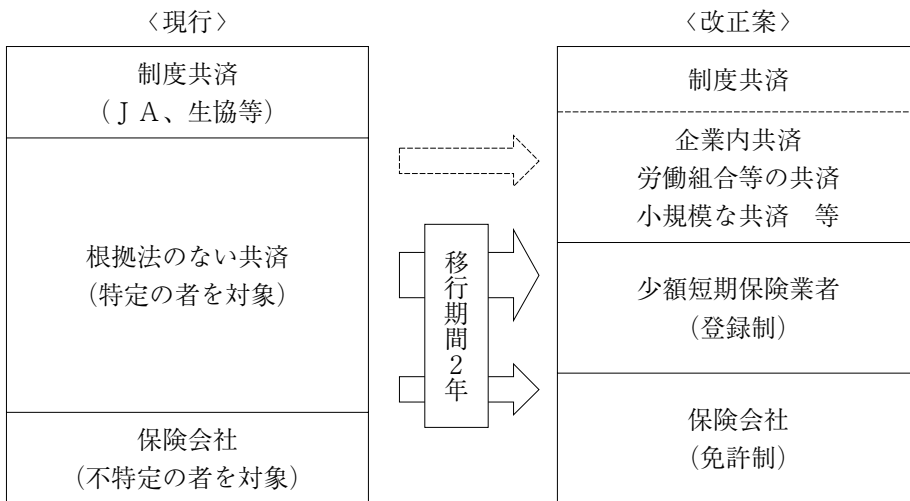 〈現行〉
制度共済
（ＪＡ、生協等）
根拠法のない共済
（特定の者を対象）
保険会社
（不特定の者を対象）
移行期間２年
〈改正案〉
制度共済
企業内共済
労働組合等の共済
小規模な共済　等
少額短期保険業者
（登録制）
保険会社
（免許制）